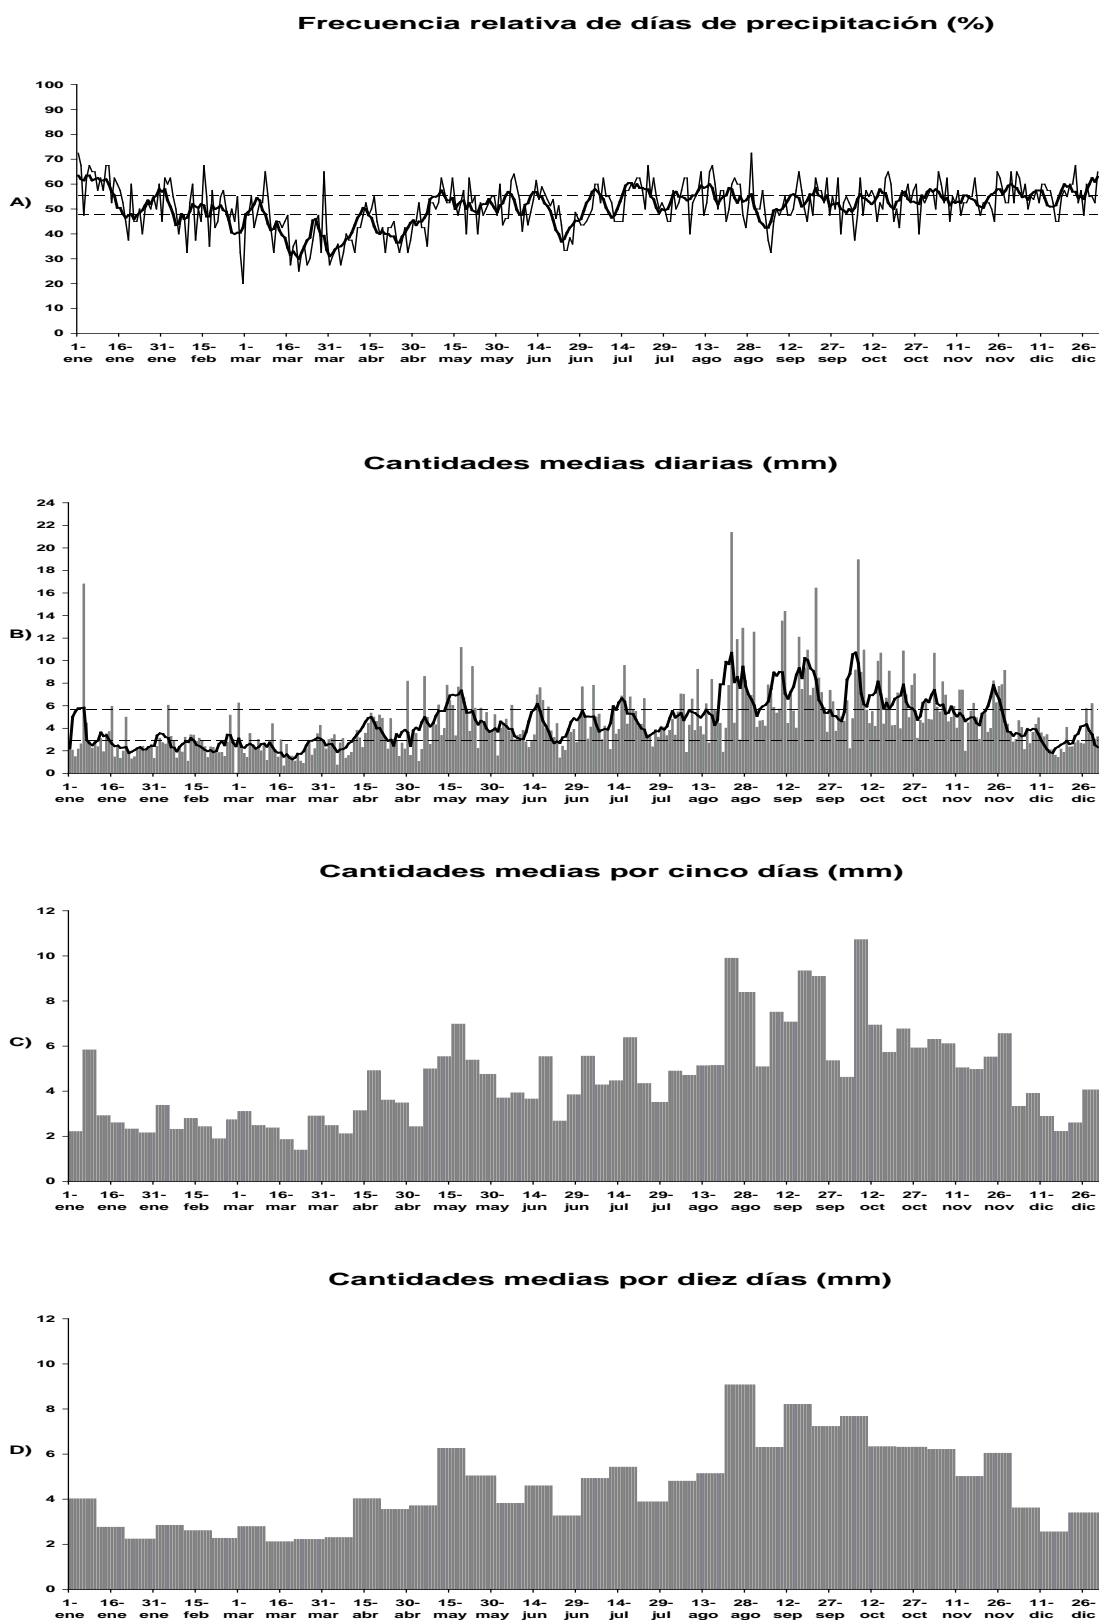 Frecuencia relativa de días de precipitación (%)
100
90
80
70
60
A)
50
40
30
20
10
0
1- 16- 31- 15- 1- 16- 31- 15- 30- 15- 30- 14- 29- 14- 29- 13- 28- 12- 27- 12- 27- 11- 26- 11- 26-
ene ene ene feb mar mar mar abr abr may may jun jun jul jul ago ago sep sep oct oct nov nov dic dic
Cantidades medias diarias (mm)
24
22
20
18
16
14
B)
12
10
8
6
4
2
0
1- 16- 31- 15- 1- 16- 31- 15- 30- 15- 30- 14- 29- 14- 29- 13- 28- 12- 27- 12- 27- 11- 26- 11- 26-
ene ene ene feb mar mar mar abr abr may may jun jun jul jul ago ago sep sep oct oct nov nov dic dic
Cantidades medias por cinco días (mm)
12
10
8
C)
6
4
2
0
1- 16- 31- 15- 1- 16- 31- 15- 30- 15- 30- 14- 29- 14- 29- 13- 28- 12- 27- 12- 27- 11- 26- 11- 26-
ene ene ene feb mar mar mar abr abr may may jun jun jul jul ago ago sep sep oct oct nov nov dic dic
Cantidades medias por diez días (mm)
12
10
8
D)
6
4
2
0
1- 16- 31- 15- 1- 16- 31- 15- 30- 15- 30- 14- 29- 14- 29- 13- 28- 12- 27- 12- 27- 11- 26- 11- 26-
ene ene ene feb mar mar mar abr abr may may jun jun jul jul ago ago sep sep oct oct nov nov dic dic